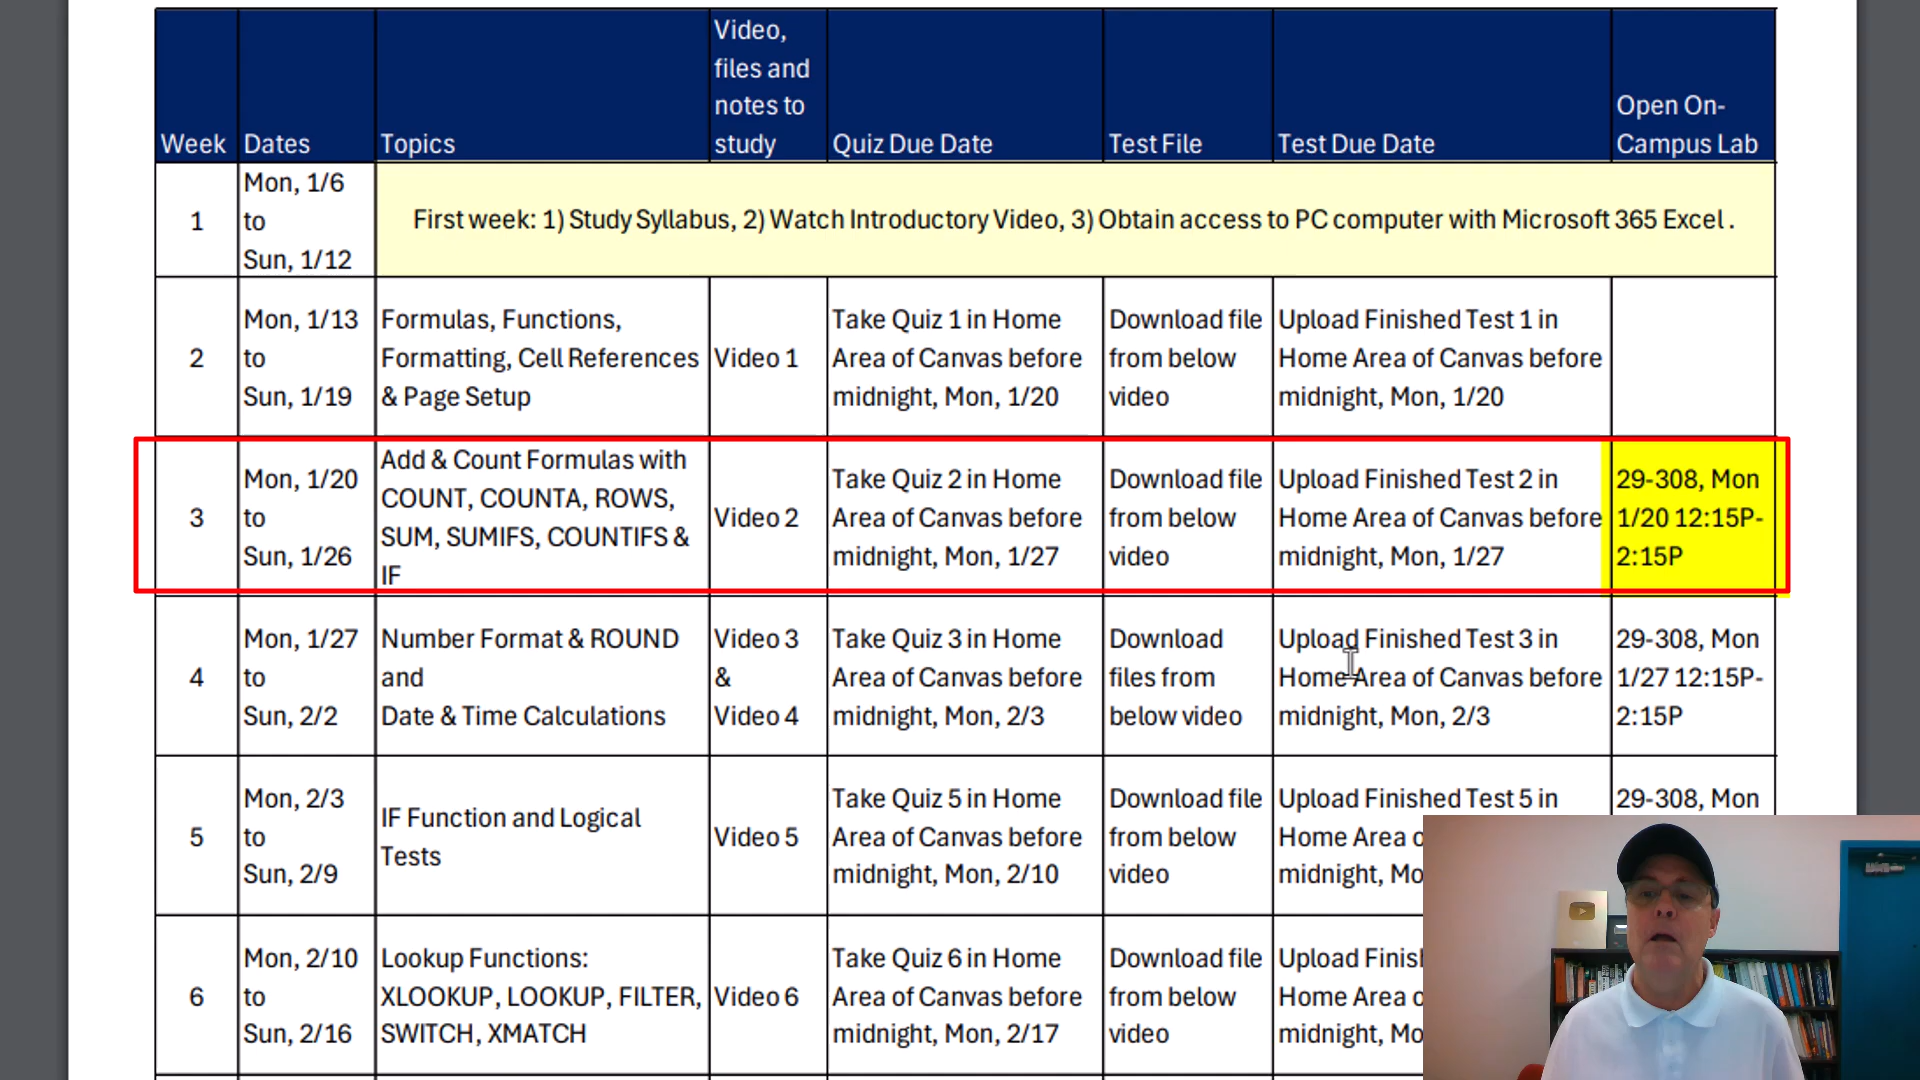 Week
Dates
Topics
Video,
files and
notes to
study
Quiz Due Date
Test File
Test Due Date
Open On-
Campus Lab
1
Mon, 1/6
to
Sun, 1/12
First week: 1) Study Syllabus, 2) Watch Introductory Video, 3) Obtain access to PC computer with Microsoft 365 Excel .
2
Mon, 1/13
to
Sun, 1/19
Formulas, Functions,
Formatting, Cell References
& Page Setup
Video 1
Take Quiz 1 in Home
Area of Canvas before
midnight, Mon, 1/20
Download file
from below
video
Upload Finished Test 1 in
Home Area of Canvas before
midnight, Mon, 1/20
3
Mon, 1/20
to
Sun, 1/26
Add & Count Formulas with
COUNT, COUNTA, ROWS,
SUM, SUMIFS, COUNTIFS &
IF
Video 2
Take Quiz 2 in Home
Area of Canvas before
midnight, Mon, 1/27
Download file
from below
video
Upload Finished Test 2 in
Home Area of Canvas before
midnight, Mon, 1/27
29-308, Mon
1/20 12:15P-
2:15P
4
Mon, 1/27
to
Sun, 2/2
Number Format & ROUND
and
Date & Time Calculations
Video 3
&
Video 4
Take Quiz 3 in Home
Area of Canvas before
midnight, Mon, 2/3
Download
files from
below video
Upload Finished Test 3 in
Home Area of Canvas before
midnight, Mon, 2/3
29-308, Mon
1/27 12:15P-
2:15P
5
Mon, 2/3
to
Sun, 2/9
IF Function and Logical
Tests
Video 5
Take Quiz 5 in Home
Area of Canvas before
midnight, Mon, 2/10
Download file
from below
video
Upload Finished Test 5 in
Home Area
midnight,
29-308, Mon
6
Mon, 2/10
to
Sun, 2/16
Lookup Functions:
XLOOKUP, LOOKUP, FILTER,
SWITCH, XMATCH
Video 6
Take Quiz 6 in Home
Area of Canvas before
midnight, Mon, 2/17
Download file
from below
video
Upload
Home Area
midnight,